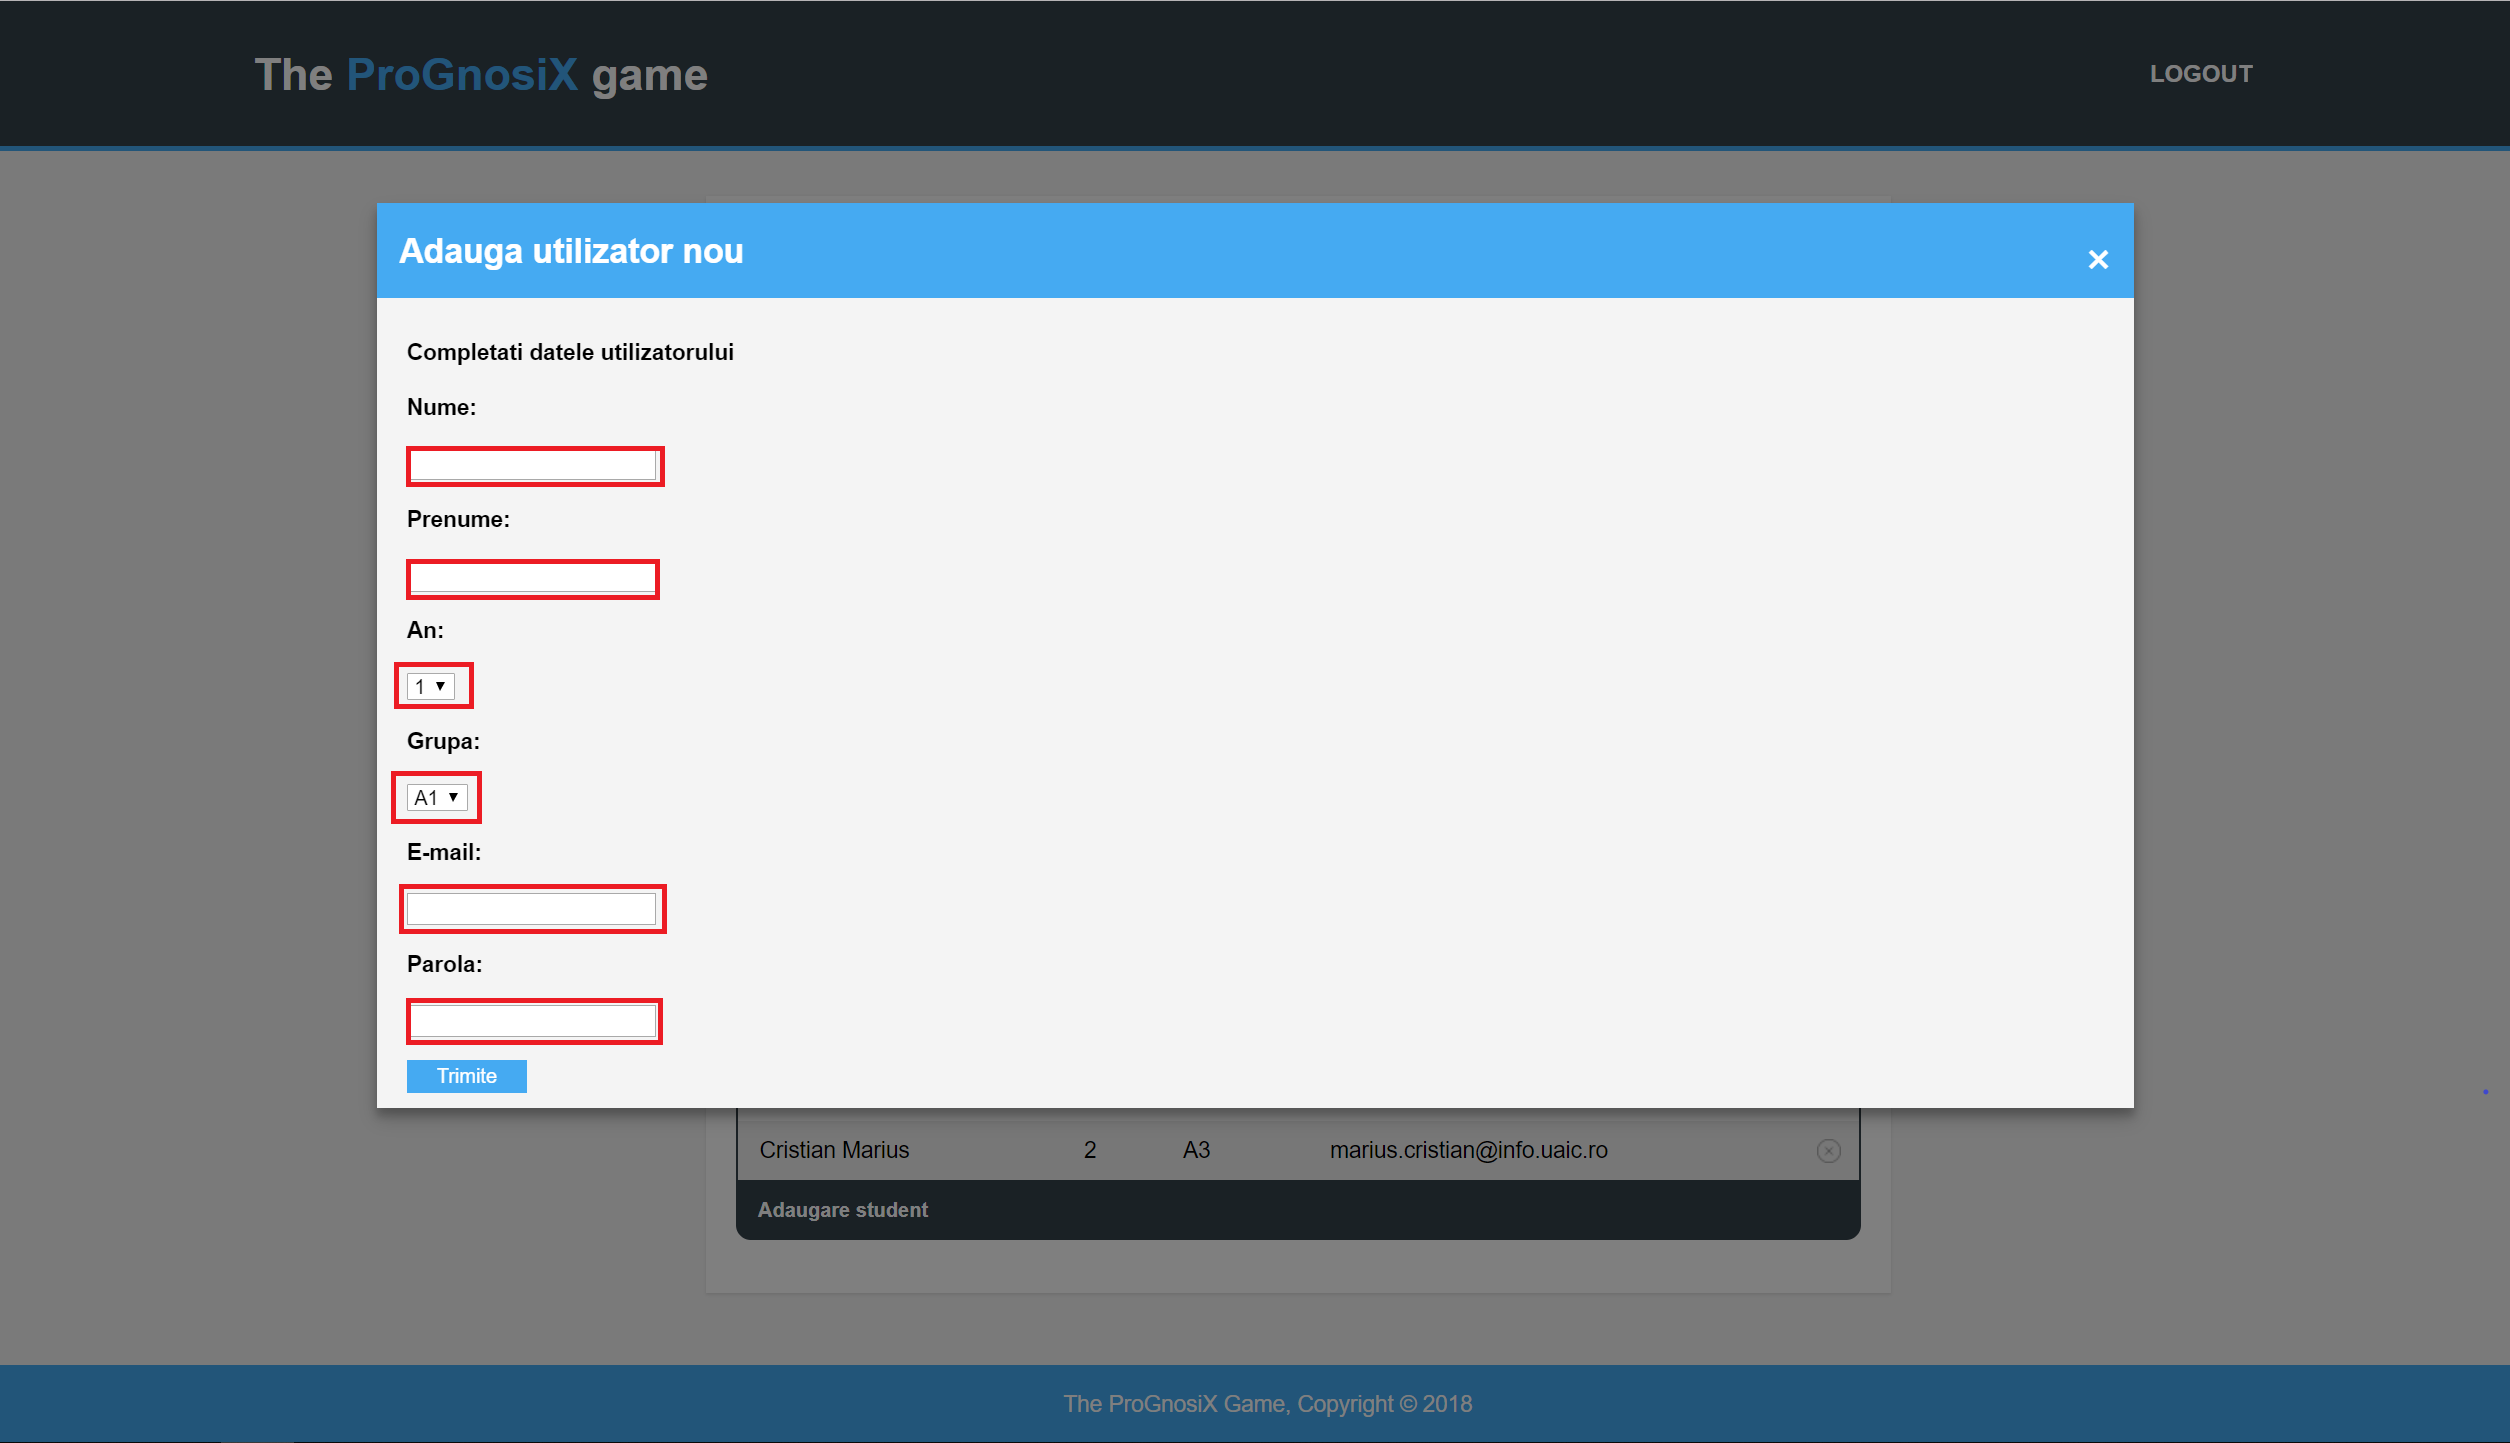 The ProGnosiX game
LOGOUT
Adauga utilizator nou
Completati datele utilizatorului
Nume:
Prenume:
An:
1
Grupa:
A1
E-mail:
Parola:
Trimite
Cristian Marius 2 A3 marius.cristian@info.uaic.ro
Adaugare student
The ProGnosiX Game, Copyright © 2018